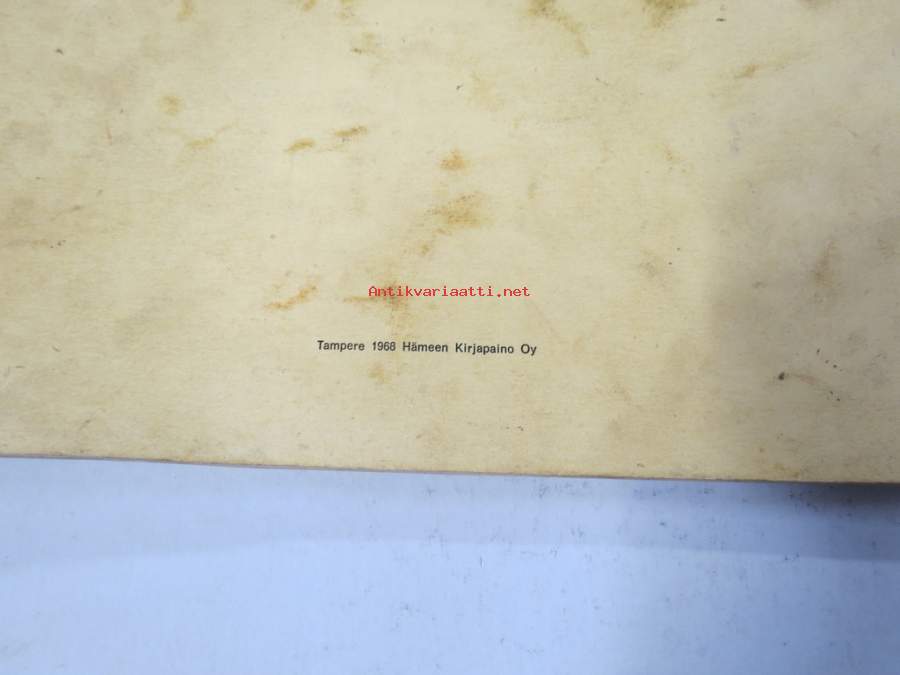 Antikvariaatti.net
Tampere 1968 Hämeen Kirjapaino Oy